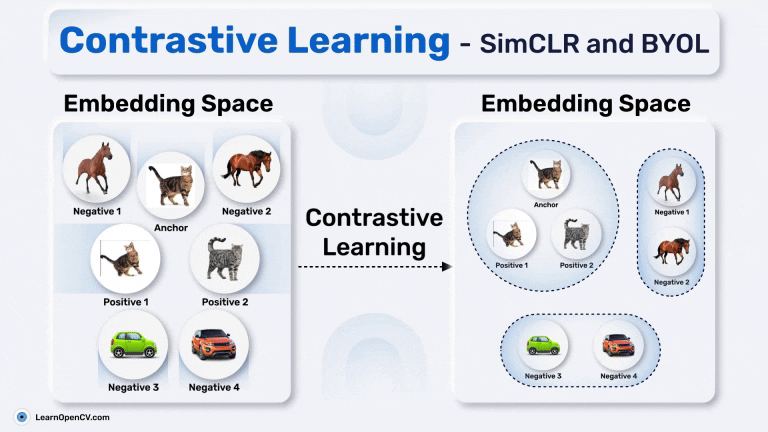 Contrastive Learning - SimCLR and BYOL
Embedding Space
Negative 1
Anchor
Negative 2
Positive 1
Positive 2
Negative 3
Negative 4
Contrastive
Learning
Embedding Space
Anchor
Positive 1
Positive 2
Negative 1
Negative 2
Negative 3
Negative 4
LearnOpenCV.com